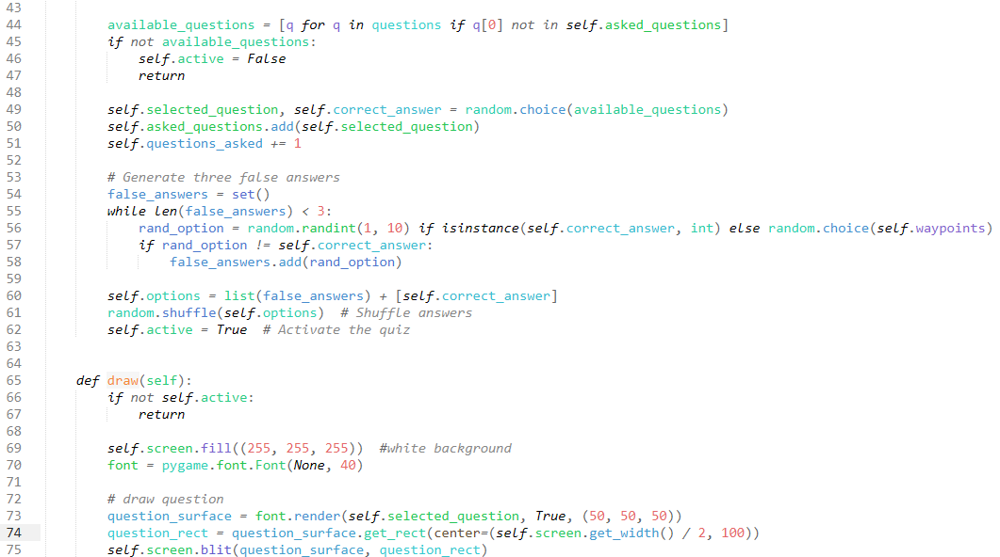 43
44 available_questions = [q for q in questions if q[0] not in self.asked_questions]
45 if not available_questions:
46 self.active = False
47 return
48
49 self.selected_question, self.correct_answer = random.choice(available_questions)
50 self.asked_questions.add(self.selected_question)
51 self.questions_asked += 1
52
53 # Generate three false answers
54 false_answers = set()
55 while len(false_answers) < 3:
56 rand_option = random.randint(1, 10) if isinstance(self.correct_answer, int) else random.choice(self.waypoints)
57 if rand_option != self.correct_answer:
58 false_answers.add(rand_option)
59
60 self.options = list(false_answers) + [self.correct_answer]
61 random.shuffle(self.options)  # Shuffle answers
62 self.active = True  # Activate the quiz
63
64
65 def draw(self):
66 if not self.active:
67 return
68
69 self.screen.fill((255, 255, 255))  #white background
70 font = pygame.font.Font(None, 40)
71
72 # draw question
73 question_surface = font.render(self.selected_question, True, (50, 50, 50))
74 question_rect = question_surface.get_rect(center=(self.screen.get_width() / 2, 100))
75 self.screen.blit(question_surface, question_rect)